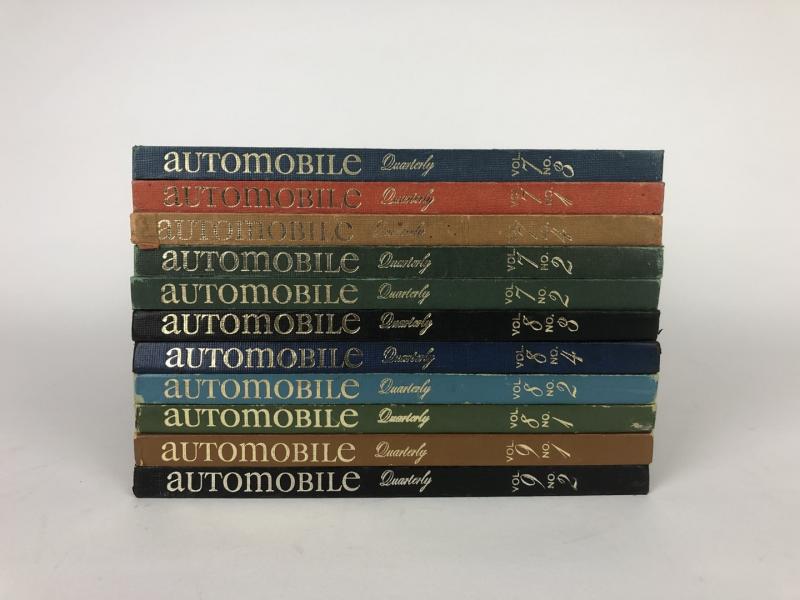 AUTOMOBILE Quarterly VOL. 7 NO. 3
AUTOMOBILE Quarterly VOL. 7 NO. 1
AUTOMOBILE Quarterly
AUTOMOBILE Quarterly VOL. 7 NO. 2
AUTOMOBILE Quarterly VOL. 7 NO. 2
AUTOMOBILE Quarterly VOL. 8 NO. 3
AUTOMOBILE Quarterly VOL. 8 NO. 4
AUTOMOBILE Quarterly VOL. 8 NO. 2
AUTOMOBILE Quarterly VOL. 8 NO. 1
AUTOMOBILE Quarterly VOL. 9 NO. 1
AUTOMOBILE Quarterly VOL. 9 NO. 2